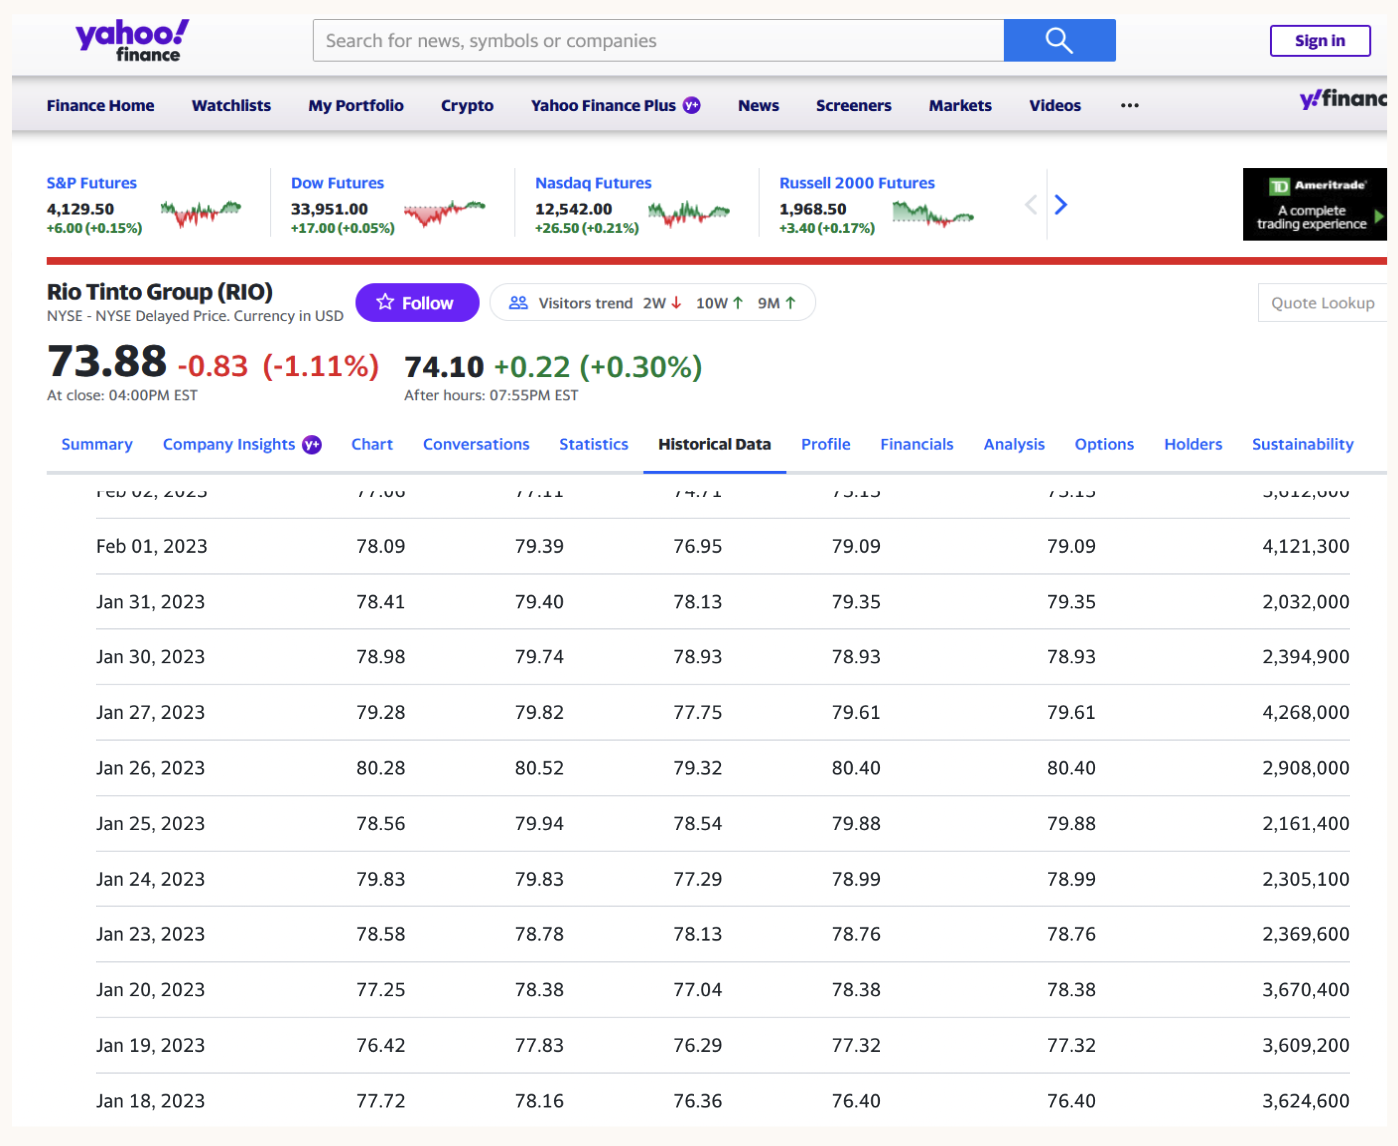 yahoo!
finance
Search for news, symbols or companies
Sign in
Finance Home Watchlists My Portfolio Crypto Yahoo Finance Plus y+ News Screeners Markets Videos ••• y!financ
S&P Futures
4,129.50
+6.00 (+0.15%)
Dow Futures
33,951.00
+17.00 (+0.05%)
Nasdaq Futures
12,542.00
+26.50 (+0.21%)
Russell 2000 Futures
1,968.50
+3.40 (+0.17%)
TD Ameritrade
A complete
trading experience
Rio Tinto Group (RIO)
NYSE - NYSE Delayed Price. Currency in USD
Follow
Visitors trend 2W↓ 10W↑ 9M↑
Quote Lookup
73.88 -0.83 (-1.11%)
At close: 04:00PM EST
74.10 +0.22 (+0.30%)
After hours: 07:55PM EST
Summary Company Insights y+ Chart Conversations Statistics Historical Data Profile Financials Analysis Options Holders Sustainability
Feb 02, 2023 77.11 74.71
Feb 01, 2023 78.09 79.39 76.95 79.09 79.09 4,121,300
Jan 31, 2023 78.41 79.40 78.13 79.35 79.35 2,032,000
Jan 30, 2023 78.98 79.74 78.93 78.93 78.93 2,394,900
Jan 27, 2023 79.28 79.82 77.75 79.61 79.61 4,268,000
Jan 26, 2023 80.28 80.52 79.32 80.40 80.40 2,908,000
Jan 25, 2023 78.56 79.94 78.54 79.88 79.88 2,161,400
Jan 24, 2023 79.83 79.83 77.29 78.99 78.99 2,305,100
Jan 23, 2023 78.58 78.78 78.13 78.76 78.76 2,369,600
Jan 20, 2023 77.25 78.38 77.04 78.38 78.38 3,670,400
Jan 19, 2023 76.42 77.83 76.29 77.32 77.32 3,609,200
Jan 18, 2023 77.72 78.16 76.36 76.40 76.40 3,624,600